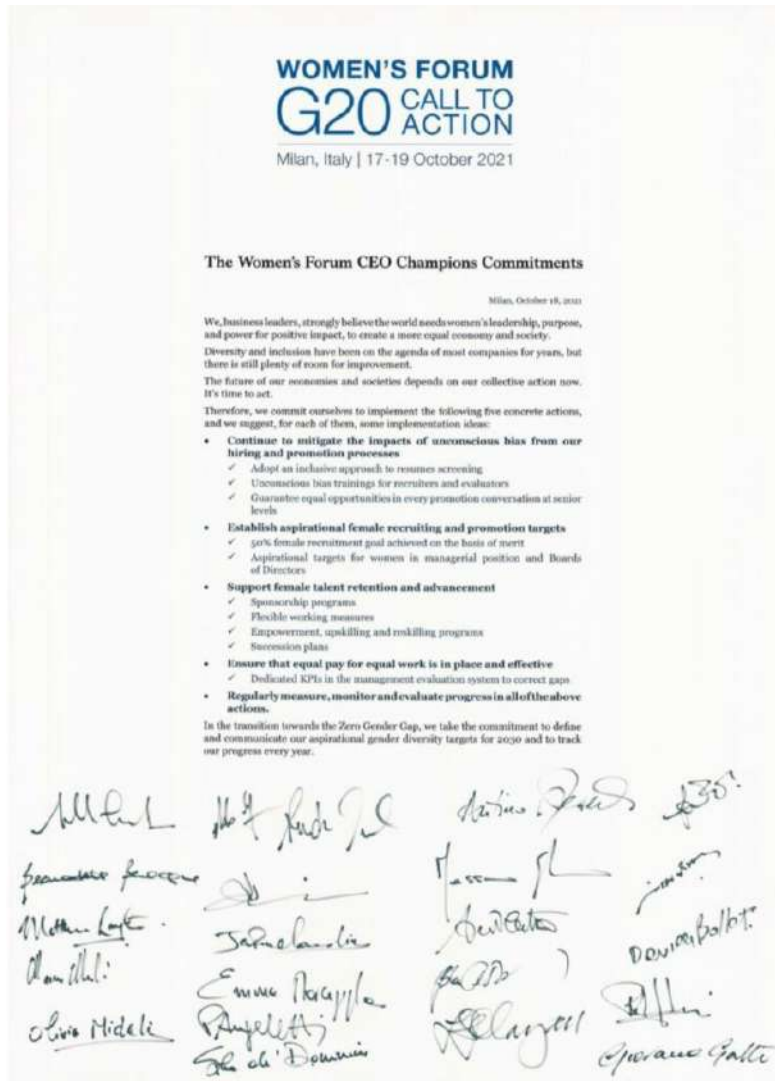 WOMEN'S FORUM
G20 CALL TO
ACTION
Milan, Italy | 17-19 October 2021
The Women's Forum CEO Champions Commitments
Milan, October 18, 2021
We, business leaders, strongly believe the world needs women's leadership, purpose,
and power for positive impact, to create a more equal economy and society.
Diversity and inclusion have been on the agenda of most companies for years, but
there is still plenty of room for improvement.
The future of our economies and societies depends on our collective action now.
It's time to act.
Therefore, we commit ourselves to implement the following five concrete actions,
and we suggest, for each of them, some implementation ideas:
• Continue to mitigate the impacts of unconscious bias from our
hiring and promotion processes
✓ Adopt an inclusive approach to resumes screening
✓ Unconscious bias trainings for recruiters and evaluators
✓ Guarantee equal opportunities in every promotion conversation at senior
levels
• Establish aspirational female recruiting and promotion targets
✓ 50% female recruitment goal achieved on the basis of merit
✓ Aspirational targets for women in managerial position and Boards
of Directors
• Support female talent retention and advancement
✓ Sponsorship programs
✓ Flexible working measures
✓ Empowerment, upskilling and reskilling programs
✓ Succession plans
• Ensure that equal pay for equal work is in place and effective
✓ Dedicated KPIs in the management evaluation system to correct gaps
• Regularly measure, monitor and evaluate progress in all of the above
actions.
In the transition towards the Zero Gender Gap, we take the commitment to define
and communicate our aspirational gender diversity targets for 2030 and to track
our progress every year.
Emma
Olivia Mideli
Angeletti